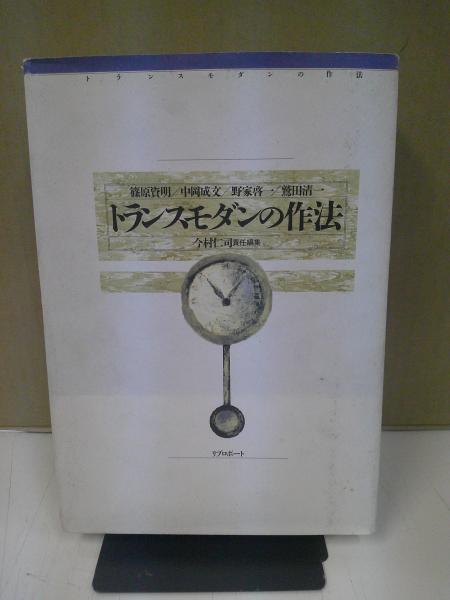 トランスモダンの作法
篠原資明/中岡成文/野家啓一/鷲田清一
トランスモダンの作法
今村仁司責任編集
リブロポート